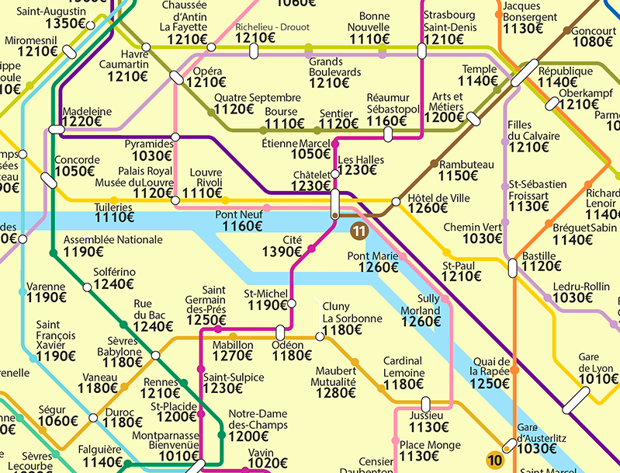 1350€
Saint-Augustin
1210€
Miromesnil
1210€
Chaussée
d'Antin
La Fayette
1210€
1060€
Richelieu - Drouot
1210€
Bonne
Nouvelle
1110€
Strasbourg
Saint-Denis
1210€
Jacques
Bonsergent
1130€
Goncourt
1080€
Havre
Caumartin
1210€
Opéra
1210€
Grands
Boulevards
1210€
Temple
1140€
République
1140€
Oberkampf
1210€
Quatre Septembre
1120€
Bourse
1110€
Sentier
1120€
Réaumur
Sébastopol
1160€
Arts et
Métiers
1200€
Madeleine
1220€
Pyramides
1030€
Étienne Marcel
1050€
Filles
du Calvaire
1210€
Concorde
1050€
Palais Royal
Musée du Louvre
1120€
Louvre
Rivoli
1110€
Les Halles
1230€
Châtelet
1230€
Rambuteau
1150€
Tuileries
1110€
Pont Neuf
1160€
Hôtel de Ville
1260€
St-Sébastien
Froissart
1130€
Richard
Lenoir
1140€
11
Assemblée Nationale
1190€
Cité
1390€
Pont Marie
1260€
Chemin Vert
1030€
Bréguet Sabin
1140€
St-Paul
1210€
Bastille
1120€
Solférino
1240€
Varenne
1190€
Saint
Germain
des-Prés
1250€
St-Michel
1190€
Cluny
La Sorbonne
1180€
Sully
Morland
1260€
Ledru-Rollin
1030€
Rue
du Bac
1240€
Saint
François
Xavier
1190€
Sèvres
Babylone
1180€
Mabillon
1270€
Odéon
1180€
Maubert
Mutualité
1280€
Cardinal
Lemoine
1180€
Quai de
la Rapée
1250€
Gare
de Lyon
1010€
Vaneau
1180€
Rennes
1210€
Saint-Sulpice
1230€
Ségur
1060€
Duroc
1180€
St-Placide
1200€
Notre-Dame
des-Champs
1200€
Jussieu
1130€
Gare
d'Austerlitz
1030€
10
Sèvres
Lecourbe
Falguière
1140€
Montparnasse
Bienvenüe
1010€
Vavin
1020€
Censier
Daubenton
Place Monge
1130€
Saint Marcel